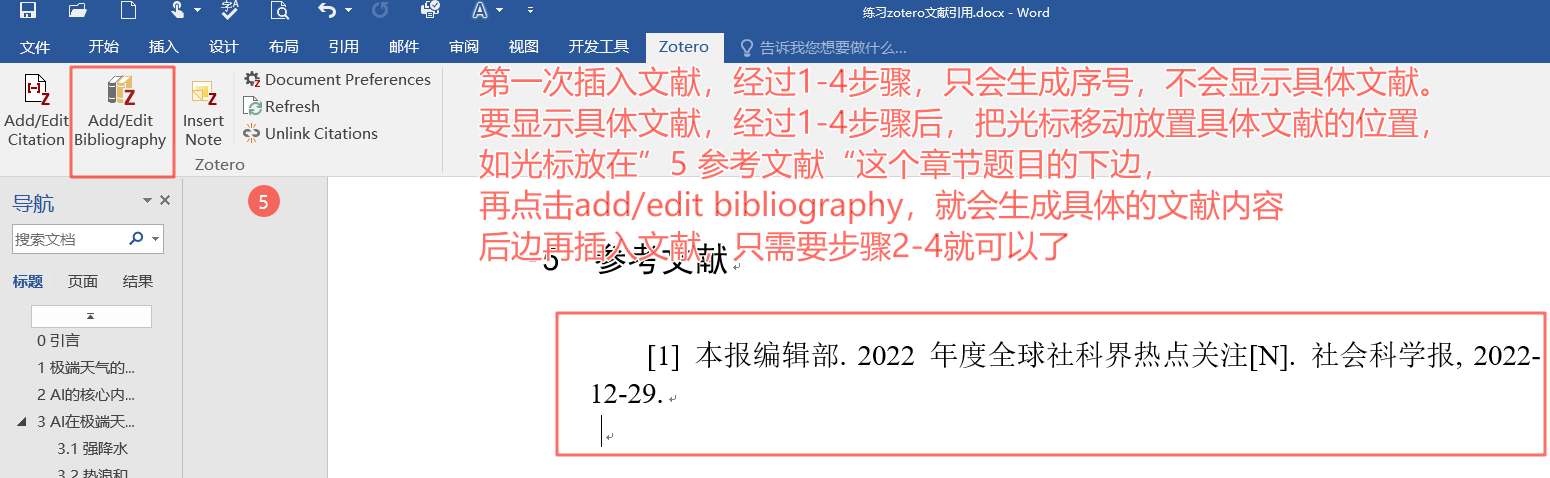 练习zotero文献引用.docx - Word
文件 开始 插入 设计 布局 引用 邮件 审阅 视图 开发工具 Zotero 告诉我您想要做什么...
Add/Edit Citation
Add/Edit Bibliography
Insert Note
Document Preferences
Refresh
Unlink Citations
Zotero
第一次插入文献，经过1-4步骤，只会生成序号，不会显示具体文献。
要显示具体文献，经过1-4步骤后，把光标移动放置具体文献的位置，
如光标放在”5 参考文献“这个章节题目的下边，
再点击add/edit bibliography，就会生成具体的文献内容
后边再插入文献，只需要步骤2-4就可以了
5
导航
搜索文档
标题 页面 结果
0 引言
1 极端天气的...
2 AI的核心内...
3 AI在极端天...
3.1 强降水
3.2 热浪和
5 参考文献
[1] 本报编辑部. 2022 年度全球社科界热点关注[N]. 社会科学报, 2022-
12-29.